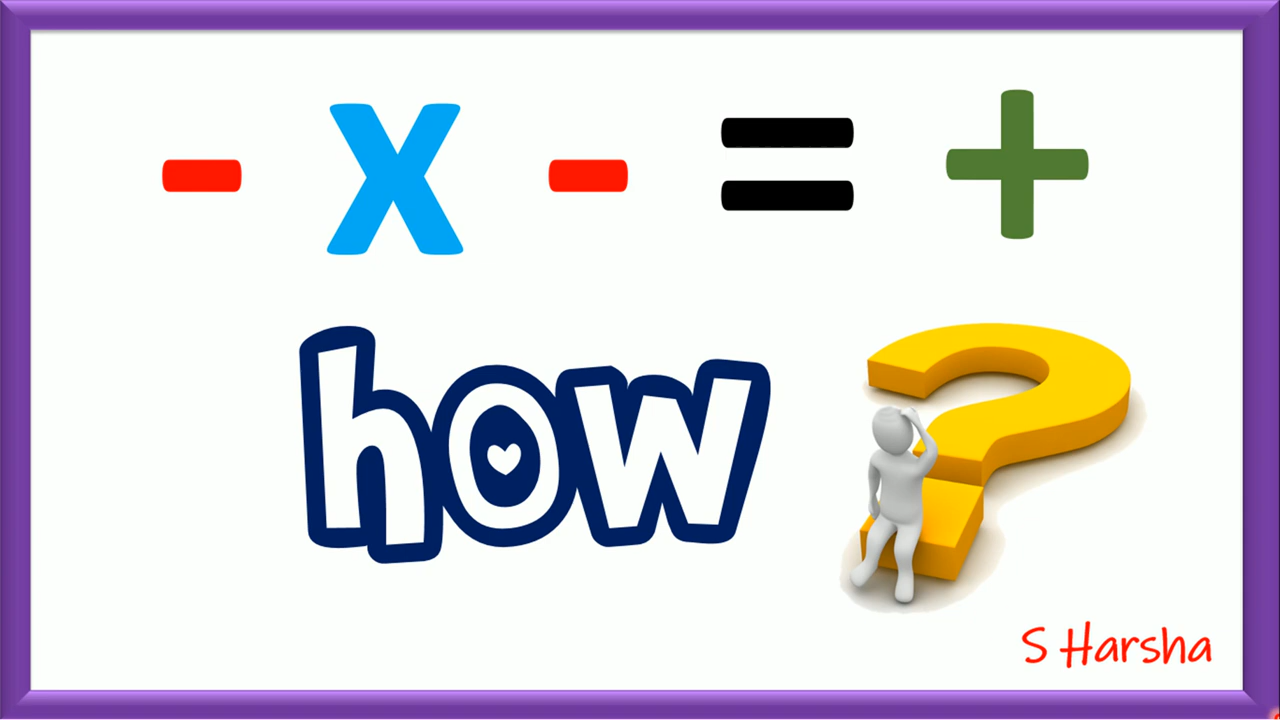 - x - = +
how ?
S Harsha